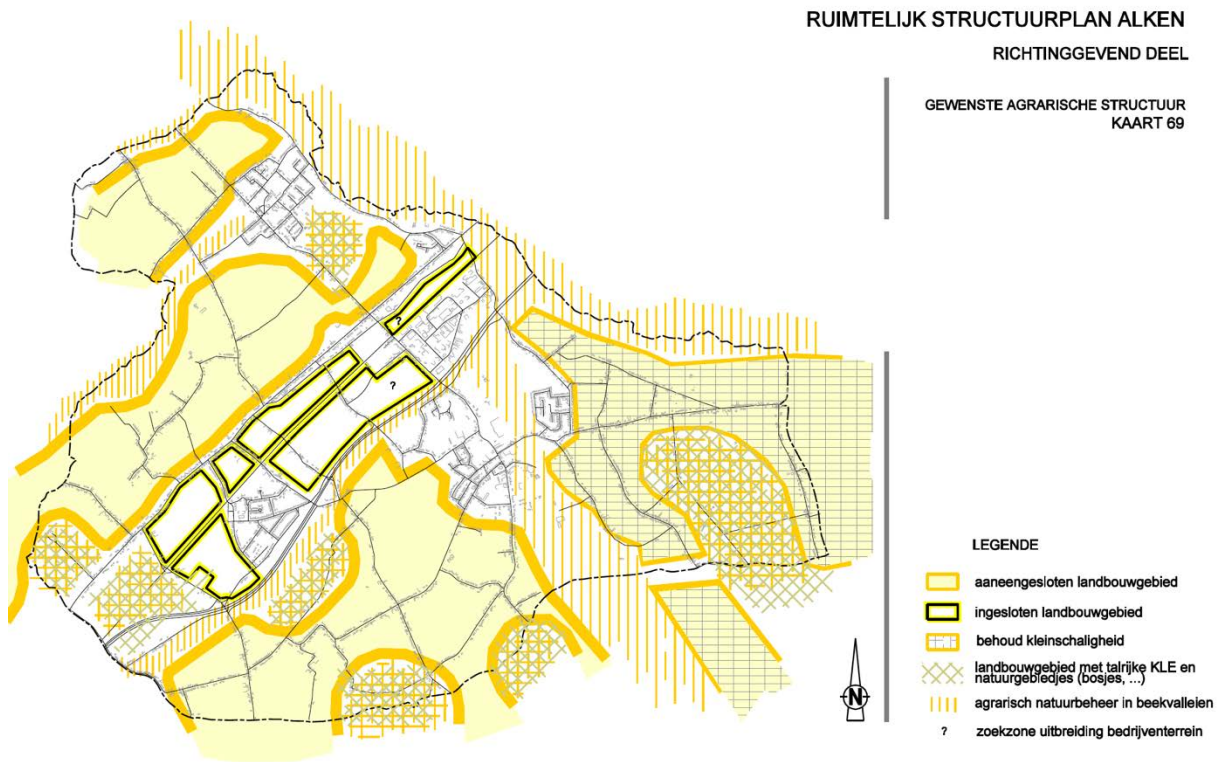 RUIMTELIJK STRUCTUURPLAN ALKEN
RICHTINGGEVEND DEEL
GEWENSTE AGRARISCHE STRUCTUUR
KAART 69
?
?
LEGENDE
aaneengesloten landbouwgebied
ingesloten landbouwgebied
behoud kleinschaligheid
landbouwgebied met talrijke KLE en
natuurgebiedjes (bosjes, ...)
agrarisch natuurbeheer in beekvalleien
? zoekzone uitbreiding bedrijventerrein
N